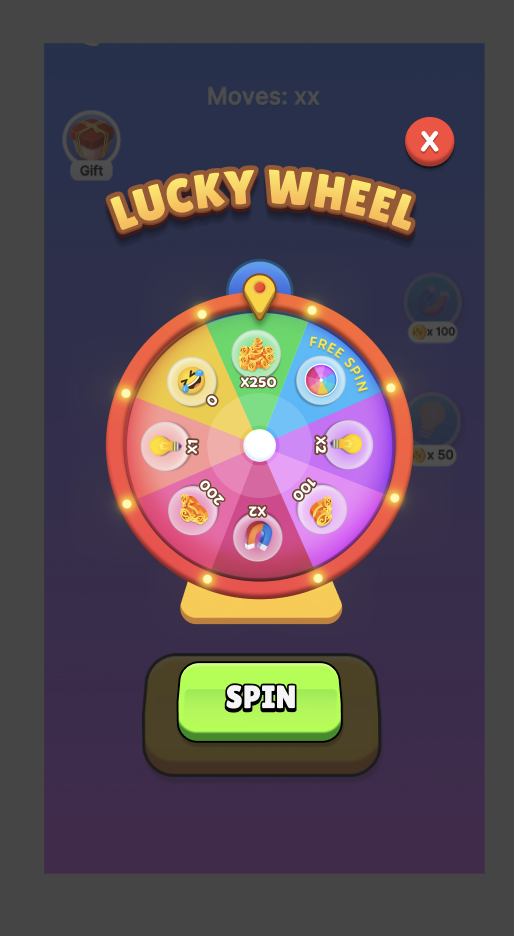 Moves: xx
X
Gift
LUCKY WHEEL
X250
FREE SPIN
0
x 100
X1
X2
200
100
X2
x 50
SPIN